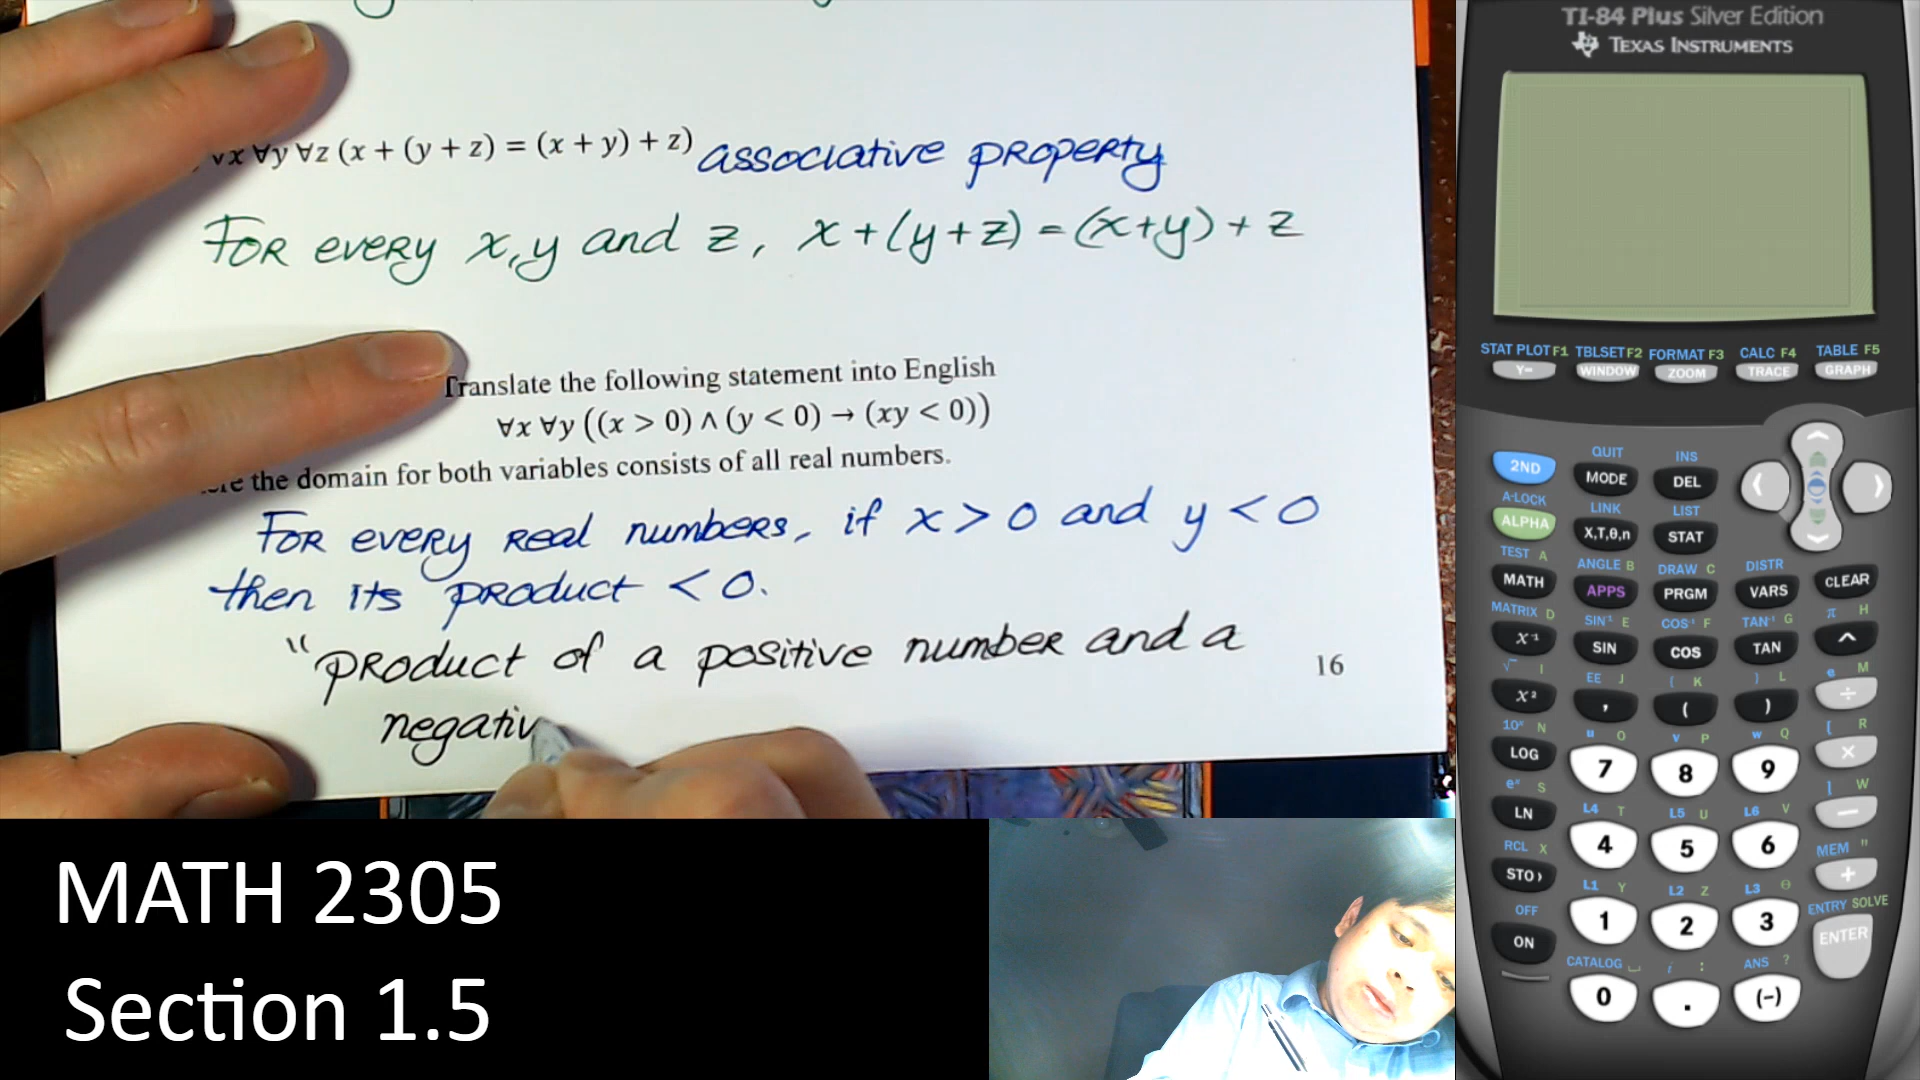 ∀x ∀y ∀z (x + (y + z) = (x + y) + z) associative property
For every x, y and z, x + (y + z) = (x + y) + z
Translate the following statement into English
∀x ∀y ((x > 0) ∧ (y < 0) → (xy < 0))
the domain for both variables consists of all real numbers.
For every real numbers, if x > 0 and y < 0
then its product < 0.
"product of a positive number and a
16
negativ
MATH 2305
Section 1.5
TI-84 Plus Silver Edition
TEXAS INSTRUMENTS
STAT PLOT F1 TBLSET F2 FORMAT F3 CALC F4 TABLE F5
Y= WINDOW ZOOM TRACE GRAPH
QUIT INS
2ND MODE DEL
A-LOCK LINK LIST
ALPHA X,T,θ,n STAT
TEST A ANGLE B DRAW C DISTR
MATH APPS PRGM VARS CLEAR
MATRIX D SIN⁻¹ E COS⁻¹ F TAN⁻¹ G π H
x⁻¹ SIN COS TAN ^
√ I EE J { K } L e M
x² , ( ) ÷
10ˣ N u O v P w Q [ R
LOG 7 8 9 ×
eˣ S L4 T L5 U L6 V ] W
LN 4 5 6 −
RCL X L1 Y L2 Z L3 θ MEM "
STO› 1 2 3 +
OFF CATALOG ⎵ i : ANS ? ENTRY SOLVE
ON 0 . (-) ENTER